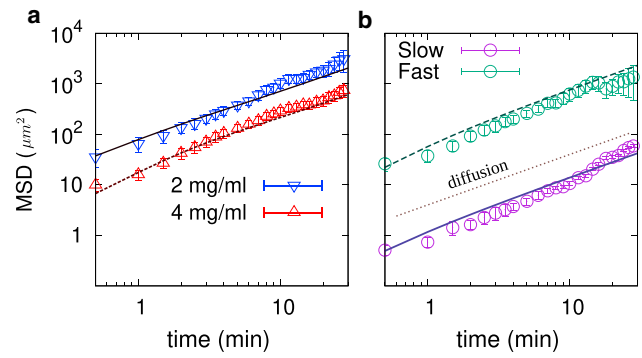 a
b
10⁴
10³
10²
10
1
MSD (μm²)
2 mg/ml
4 mg/ml
1
10
time (min)
Slow
Fast
diffusion
1
10
time (min)